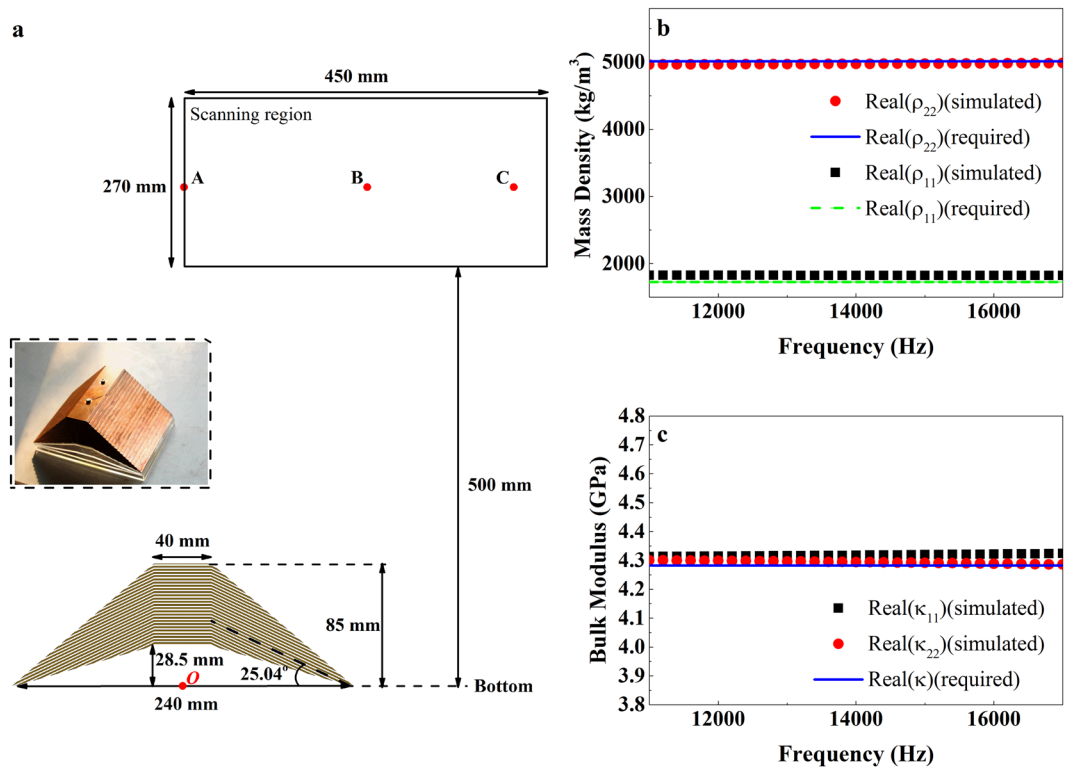 a
450 mm
Scanning region
270 mm
A
B
C
500 mm
40 mm
85 mm
28.5 mm
25.04°
O
Bottom
240 mm
b
Mass Density (kg/m³)
5000
4000
3000
2000
Real(ρ₂₂)(simulated)
Real(ρ₂₂)(required)
Real(ρ₁₁)(simulated)
Real(ρ₁₁)(required)
12000 14000 16000
Frequency (Hz)
c
Bulk Modulus (GPa)
4.8
4.7
4.6
4.5
4.4
4.3
4.2
4.1
4.0
3.9
3.8
Real(κ₁₁)(simulated)
Real(κ₂₂)(simulated)
Real(κ)(required)
12000 14000 16000
Frequency (Hz)